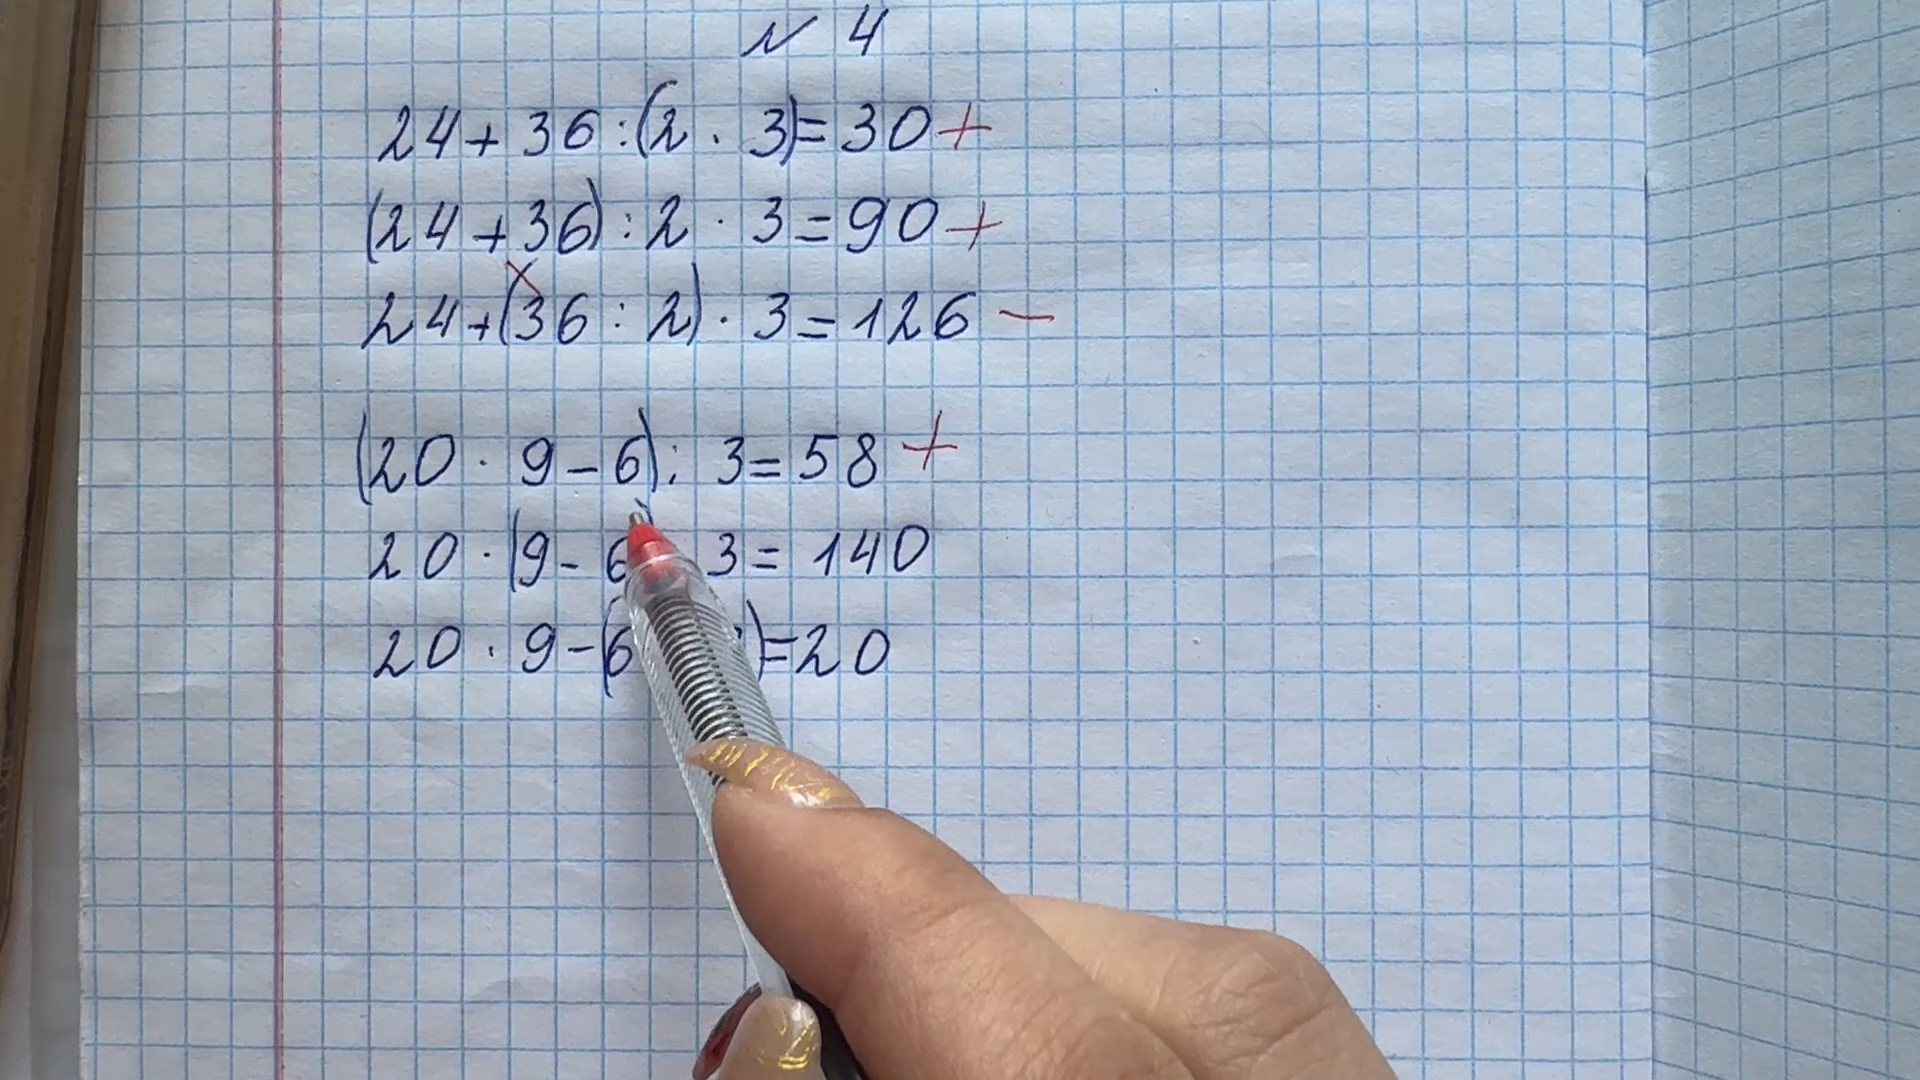 № 4
24 + 36 : (2 · 3) = 30 +
(24 + 36) : 2 · 3 = 90 +
24 + (36 : 2) · 3 = 126 −
(20 · 9 − 6) : 3 = 58 +
20 · (9 − 6 3 = 140
20 · 9 − (6 ) = 20